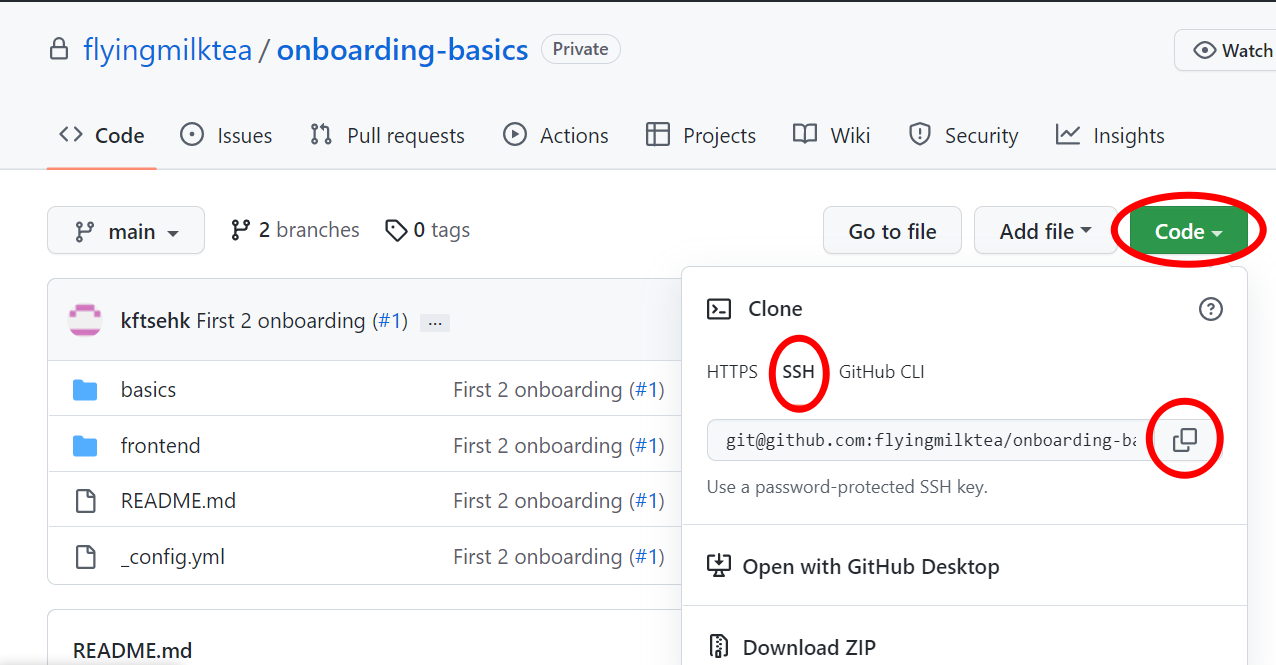 flyingmilktea / onboarding-basics Private
Watch
Code Issues Pull requests Actions Projects Wiki Security Insights
main 2 branches 0 tags Go to file Add file Code
kftsehk First 2 onboarding (#1) ...
basics First 2 onboarding (#1)
frontend First 2 onboarding (#1)
README.md First 2 onboarding (#1)
_config.yml First 2 onboarding (#1)
README.md
Clone
HTTPS SSH GitHub CLI
git@github.com:flyingmilktea/onboarding-ba
Use a password-protected SSH key.
Open with GitHub Desktop
Download ZIP